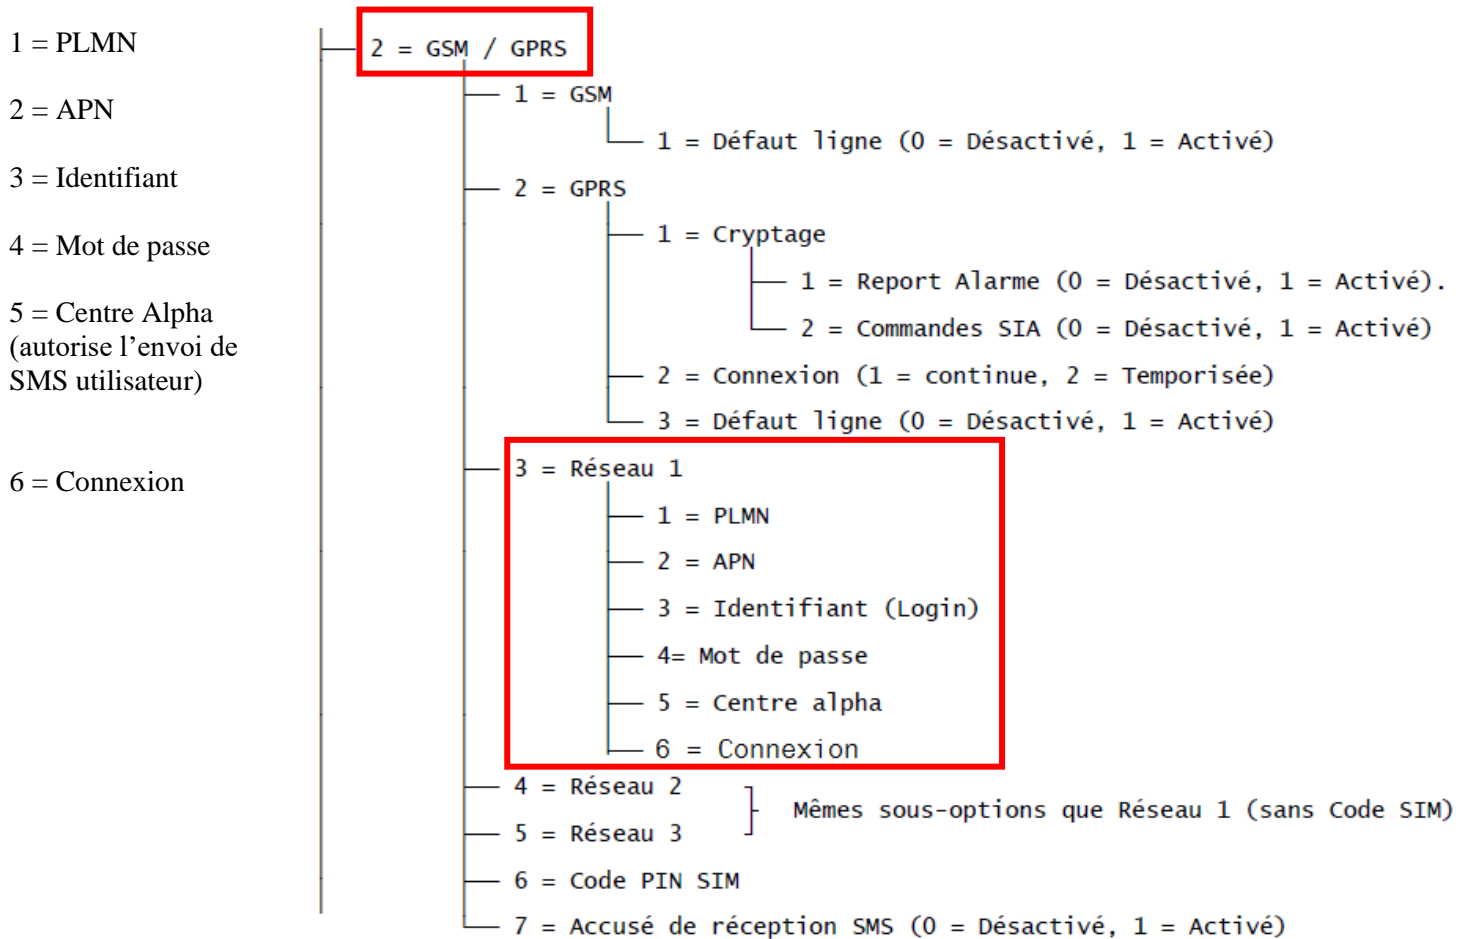 1 = PLMN
2 = APN
3 = Identifiant
4 = Mot de passe
5 = Centre Alpha
(autorise l’envoi de
SMS utilisateur)
6 = Connexion
2 = GSM / GPRS
1 = GSM
1 = Défaut ligne (0 = Désactivé, 1 = Activé)
2 = GPRS
1 = Cryptage
1 = Report Alarme (0 = Désactivé, 1 = Activé).
2 = Commandes SIA (0 = Désactivé, 1 = Activé)
2 = Connexion (1 = continue, 2 = Temporisée)
3 = Défaut ligne (0 = Désactivé, 1 = Activé)
3 = Réseau 1
1 = PLMN
2 = APN
3 = Identifiant (Login)
4= Mot de passe
5 = Centre alpha
6 = Connexion
4 = Réseau 2
Mêmes sous-options que Réseau 1 (sans Code SIM)
5 = Réseau 3
6 = Code PIN SIM
7 = Accusé de réception SMS (0 = Désactivé, 1 = Activé)